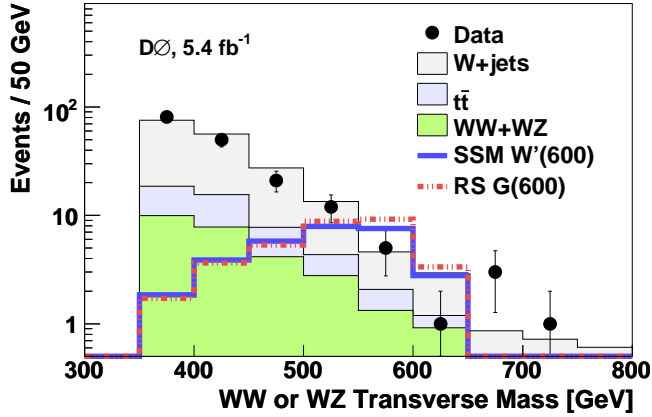 Events / 50 GeV
10²
10
1
DØ, 5.4 fb⁻¹
Data
W+jets
tt̄
WW+WZ
SSM W'(600)
RS G(600)
300 400 500 600 700 800
WW or WZ Transverse Mass [GeV]